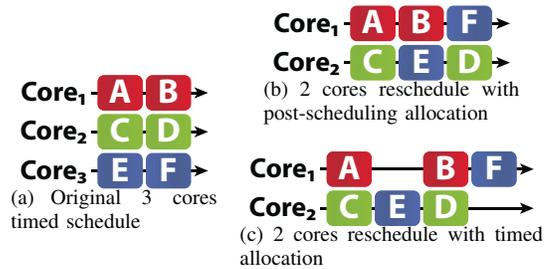 Core1 A B
Core2 C D
Core3 E F
(a) Original 3 cores
timed schedule
Core1 A B F
Core2 C E D
(b) 2 cores reschedule with
post-scheduling allocation
Core1 A B F
Core2 C E D
(c) 2 cores reschedule with timed
allocation